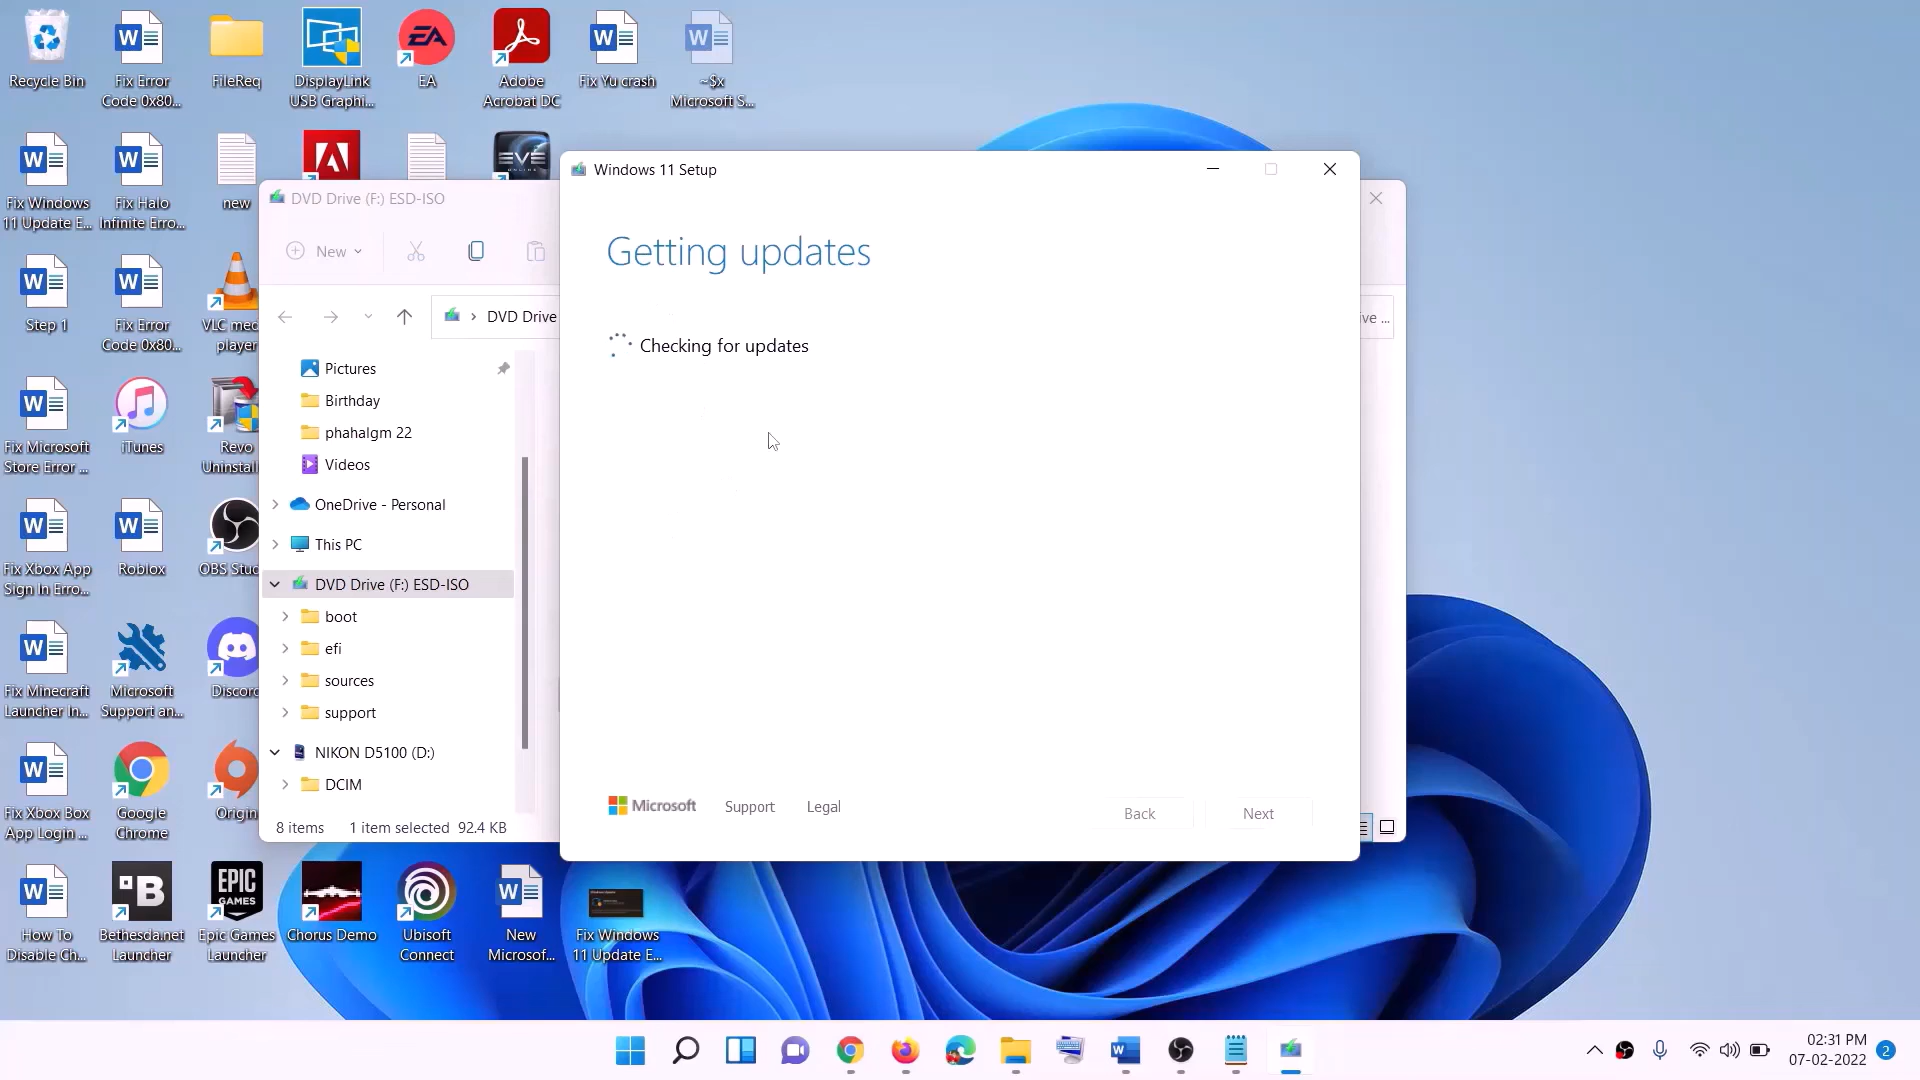 Recycle Bin
Fix Error
Code 0x80...
FileReq
DisplayLink
USB Graphi...
EA
Adobe
Acrobat DC
Fix Yu crash
~$x
Microsoft S...
Fix Windows
11 Update E...
Fix Halo
Infinite Erro...
new
EVE
ONLINE
Step 1
Fix Error
Code 0x80...
VLC med
player
Fix Microsoft
Store Error ...
iTunes
Revo
Uninstall
Fix Xbox App
Sign In Erro...
Roblox
OBS Stud
Fix Minecraft
Launcher In...
Microsoft
Support an...
Discord
Fix Xbox Box
App Login ...
Google
Chrome
Origin
How To
Disable Ch...
Bethesda.net
Launcher
EPIC
GAMES
Epic Games
Launcher
Chorus Demo
Ubisoft
Connect
New
Microsof...
Fix Windows
11 Update E...
DVD Drive (F:) ESD-ISO
New
DVD Drive
ive ...
Pictures
Birthday
phahalgm 22
Videos
OneDrive - Personal
This PC
DVD Drive (F:) ESD-ISO
boot
efi
sources
support
NIKON D5100 (D:)
DCIM
8 items 1 item selected 92.4 KB
Windows 11 Setup
Getting updates
Checking for updates
Microsoft Support Legal
Back Next
02:31 PM
07-02-2022
2